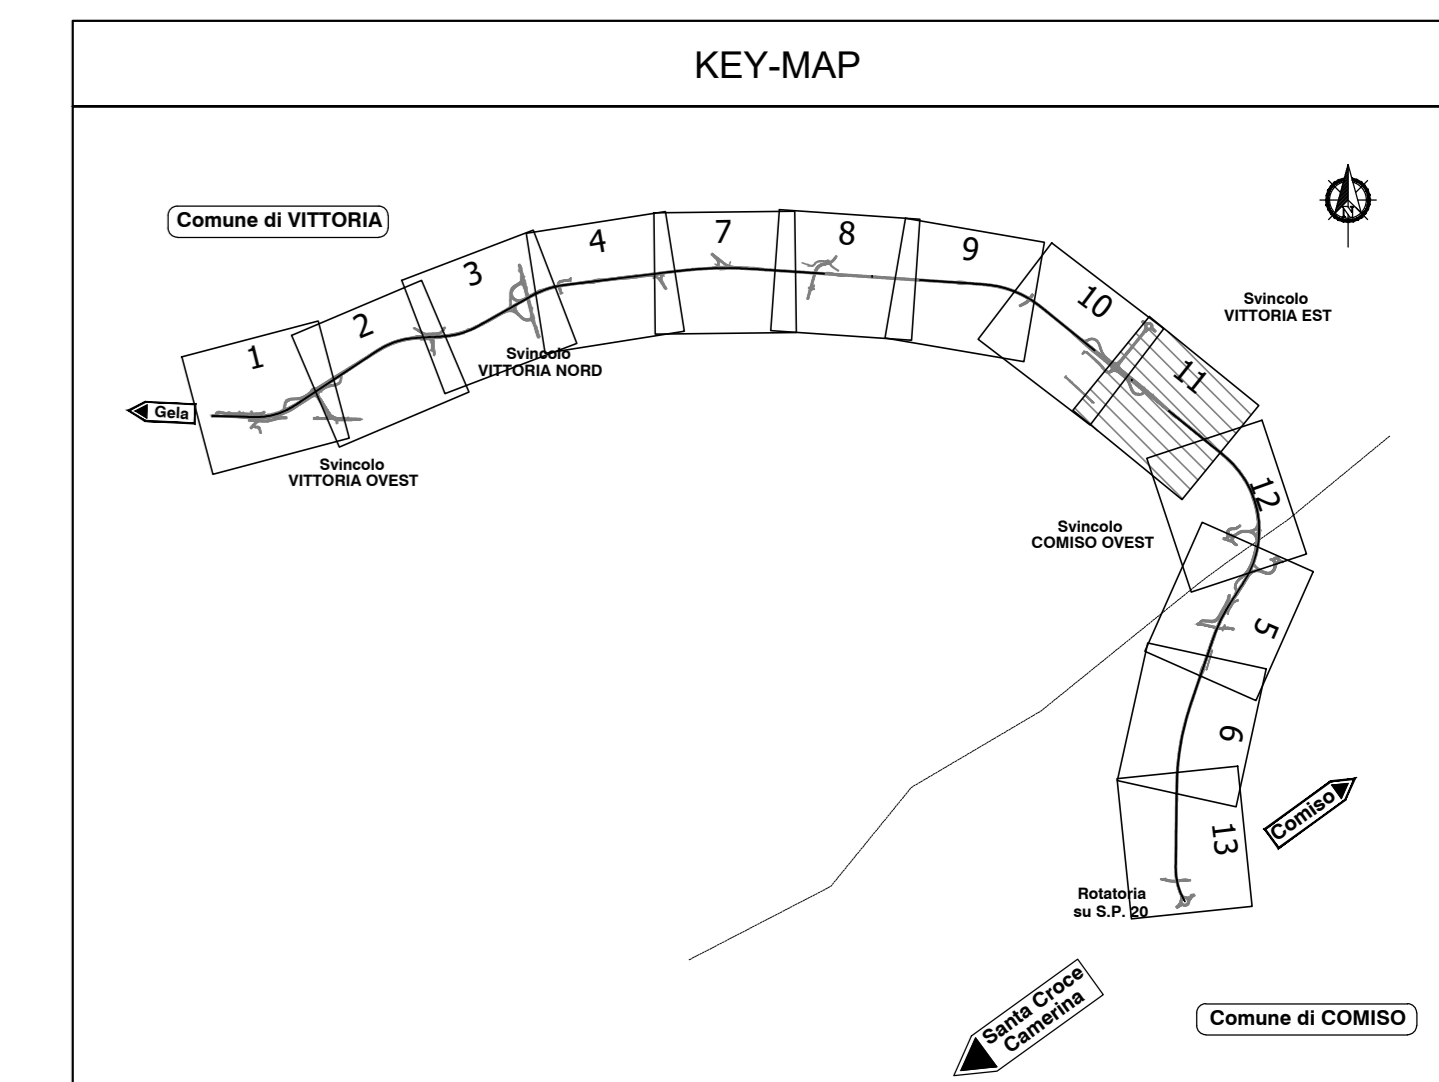 KEY-MAP
Comune di VITTORIA
1
2
3
4
7
8
9
10
11
12
5
6
13
Gela
Svincolo
VITTORIA OVEST
Svincolo
VITTORIA NORD
Svincolo
VITTORIA EST
Svincolo
COMISO OVEST
Comiso
Rotatoria
su S.P. 20
Santa Croce
Camerina
Comune di COMISO